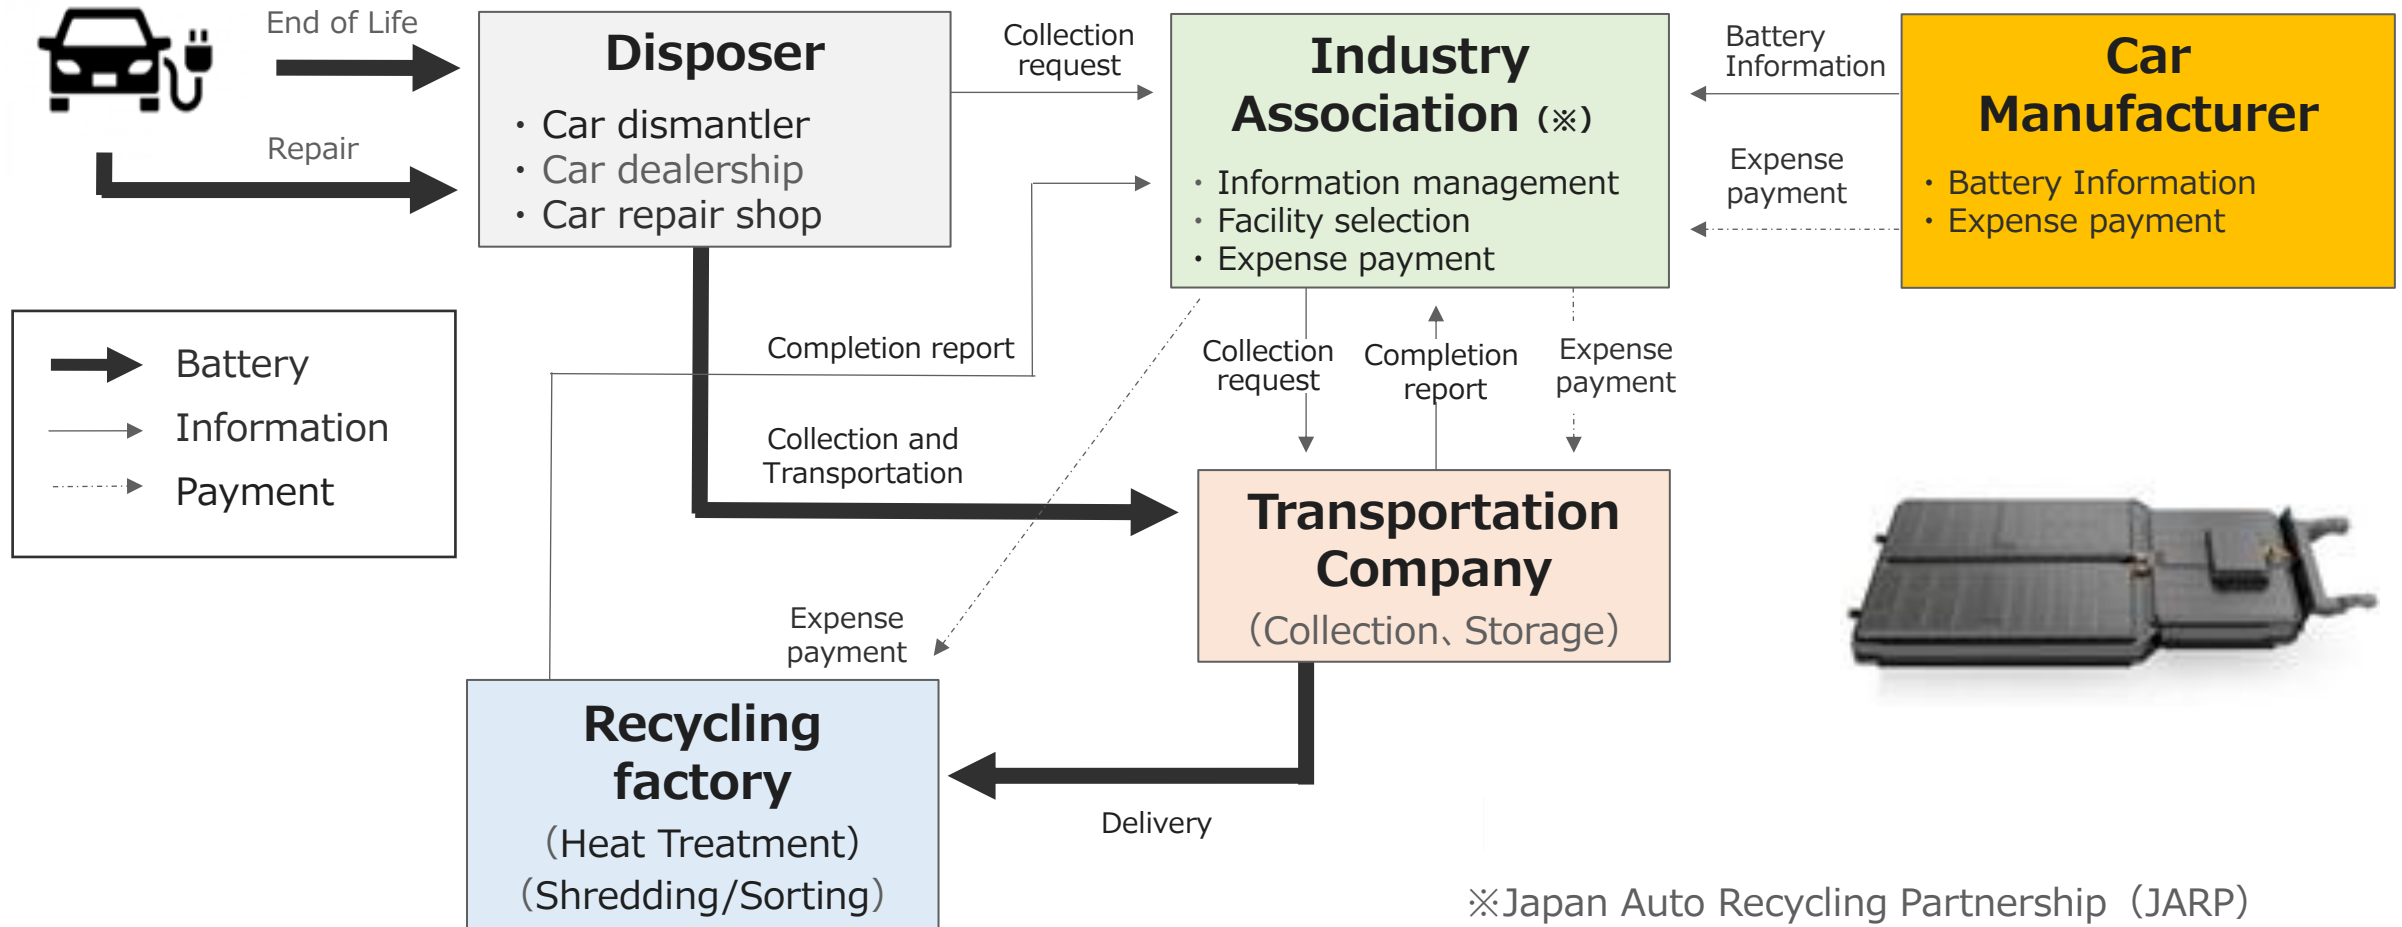 End of Life
Repair
Disposer
・Car dismantler
・Car dealership
・Car repair shop
Collection
request
Industry
Association（※）
・Information management
・Facility selection
・Expense payment
Battery
Information
Expense
payment
Car
Manufacturer
・Battery Information
・Expense payment
Battery
Information
Payment
Completion report
Collection and
Transportation
Collection
request
Completion
report
Expense
payment
Transportation
Company
（Collection、Storage）
Expense
payment
Recycling
factory
（Heat Treatment）
（Shredding/Sorting）
Delivery
※Japan Auto Recycling Partnership（JARP）